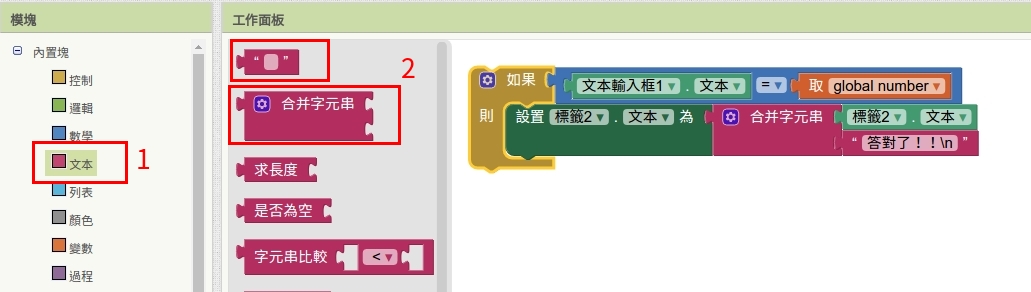 模塊
工作面板
內置塊
控制
邏輯
數學
文本
列表
顏色
變數
過程
1
2
“ ”
合并字元串
求長度
是否為空
字元串比較 <
如果 文本輸入框1 . 文本 = 取 global number
則 設置 標籤2 . 文本 為 合并字元串 標籤2 . 文本
“ 答對了！！\n ”